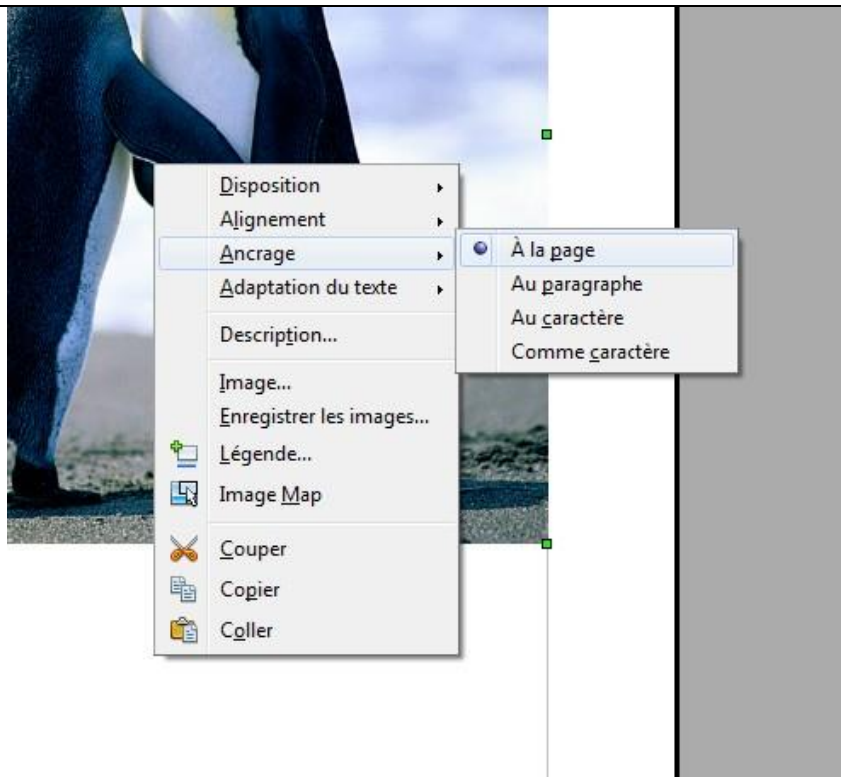 Disposition
Alignement
Ancrage
Adaptation du texte
Description...
Image...
Enregistrer les images...
Légende...
Image Map
Couper
Copier
Coller
À la page
Au paragraphe
Au caractère
Comme caractère